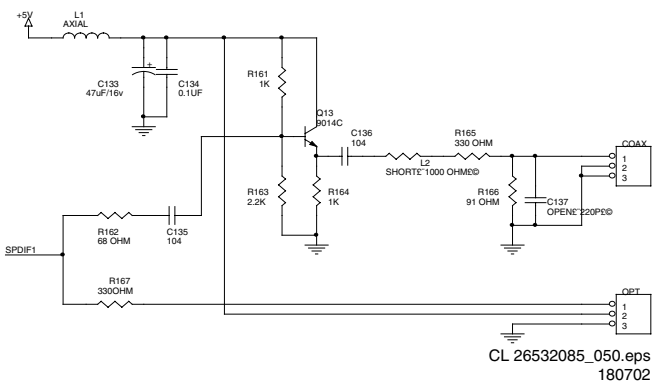 +5V
L1
AXIAL
C133
47uF/16v
+
C134
0.1UF
R161
1K
Q13
9014C
C136
104
L2
SHORT£¨1000 OHM£©
R165
330 OHM
COAX
1
2
3
R163
2.2K
R164
1K
R166
91 OHM
C137
OPEN£¨220P£©
R162
68 OHM
C135
104
SPDIF1
R167
330OHM
OPT
1
2
3
CL 26532085_050.eps
180702